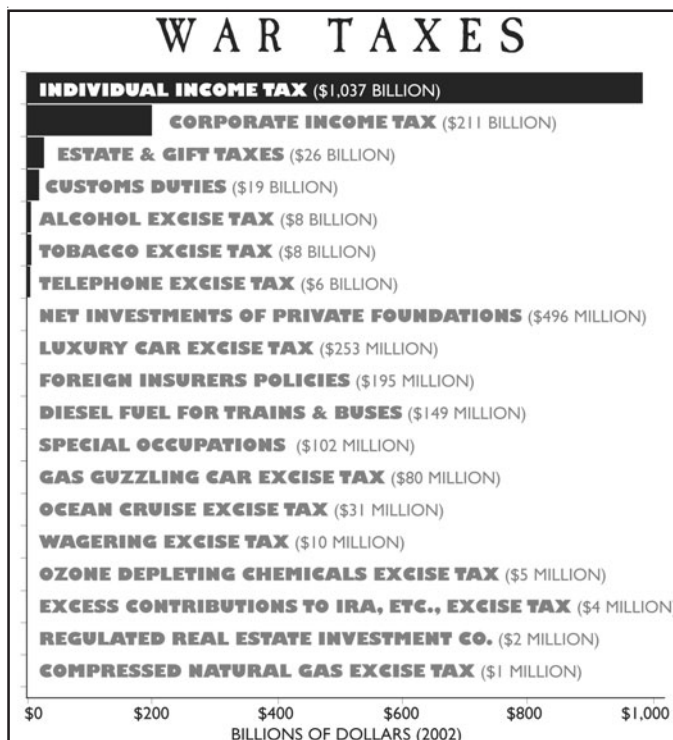 WAR TAXES
INDIVIDUAL INCOME TAX ($1,037 BILLION)
CORPORATE INCOME TAX ($211 BILLION)
ESTATE & GIFT TAXES ($26 BILLION)
CUSTOMS DUTIES ($19 BILLION)
ALCOHOL EXCISE TAX ($8 BILLION)
TOBACCO EXCISE TAX ($8 BILLION)
TELEPHONE EXCISE TAX ($6 BILLION)
NET INVESTMENTS OF PRIVATE FOUNDATIONS ($496 MILLION)
LUXURY CAR EXCISE TAX ($253 MILLION)
FOREIGN INSURERS POLICIES ($195 MILLION)
DIESEL FUEL FOR TRAINS & BUSES ($149 MILLION)
SPECIAL OCCUPATIONS ($102 MILLION)
GAS GUZZLING CAR EXCISE TAX ($80 MILLION)
OCEAN CRUISE EXCISE TAX ($31 MILLION)
WAGERING EXCISE TAX ($10 MILLION)
OZONE DEPLETING CHEMICALS EXCISE TAX ($5 MILLION)
EXCESS CONTRIBUTIONS TO IRA, ETC., EXCISE TAX ($4 MILLION)
REGULATED REAL ESTATE INVESTMENT CO. ($2 MILLION)
COMPRESSED NATURAL GAS EXCISE TAX ($1 MILLION)
$0 $200 $400 $600 $800 $1,000
BILLIONS OF DOLLARS (2002)